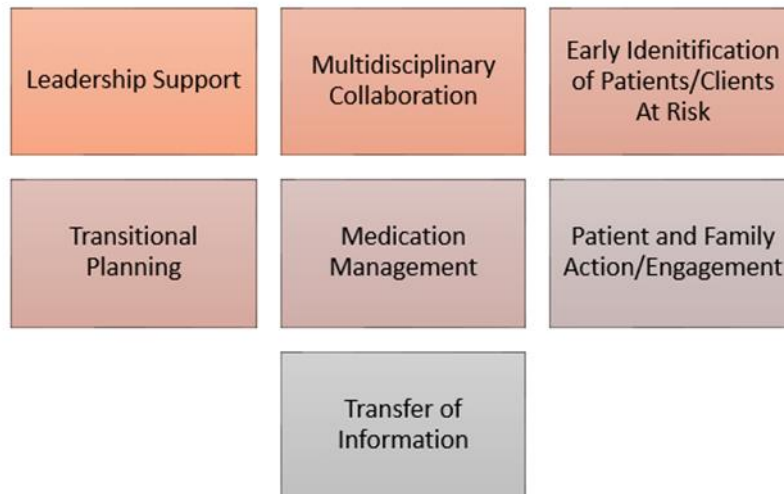 Leadership Support
Multidisciplinary
Collaboration
Early Idenitification
of Patients/Clients
At Risk
Transitional
Planning
Medication
Management
Patient and Family
Action/Engagement
Transfer of
Information